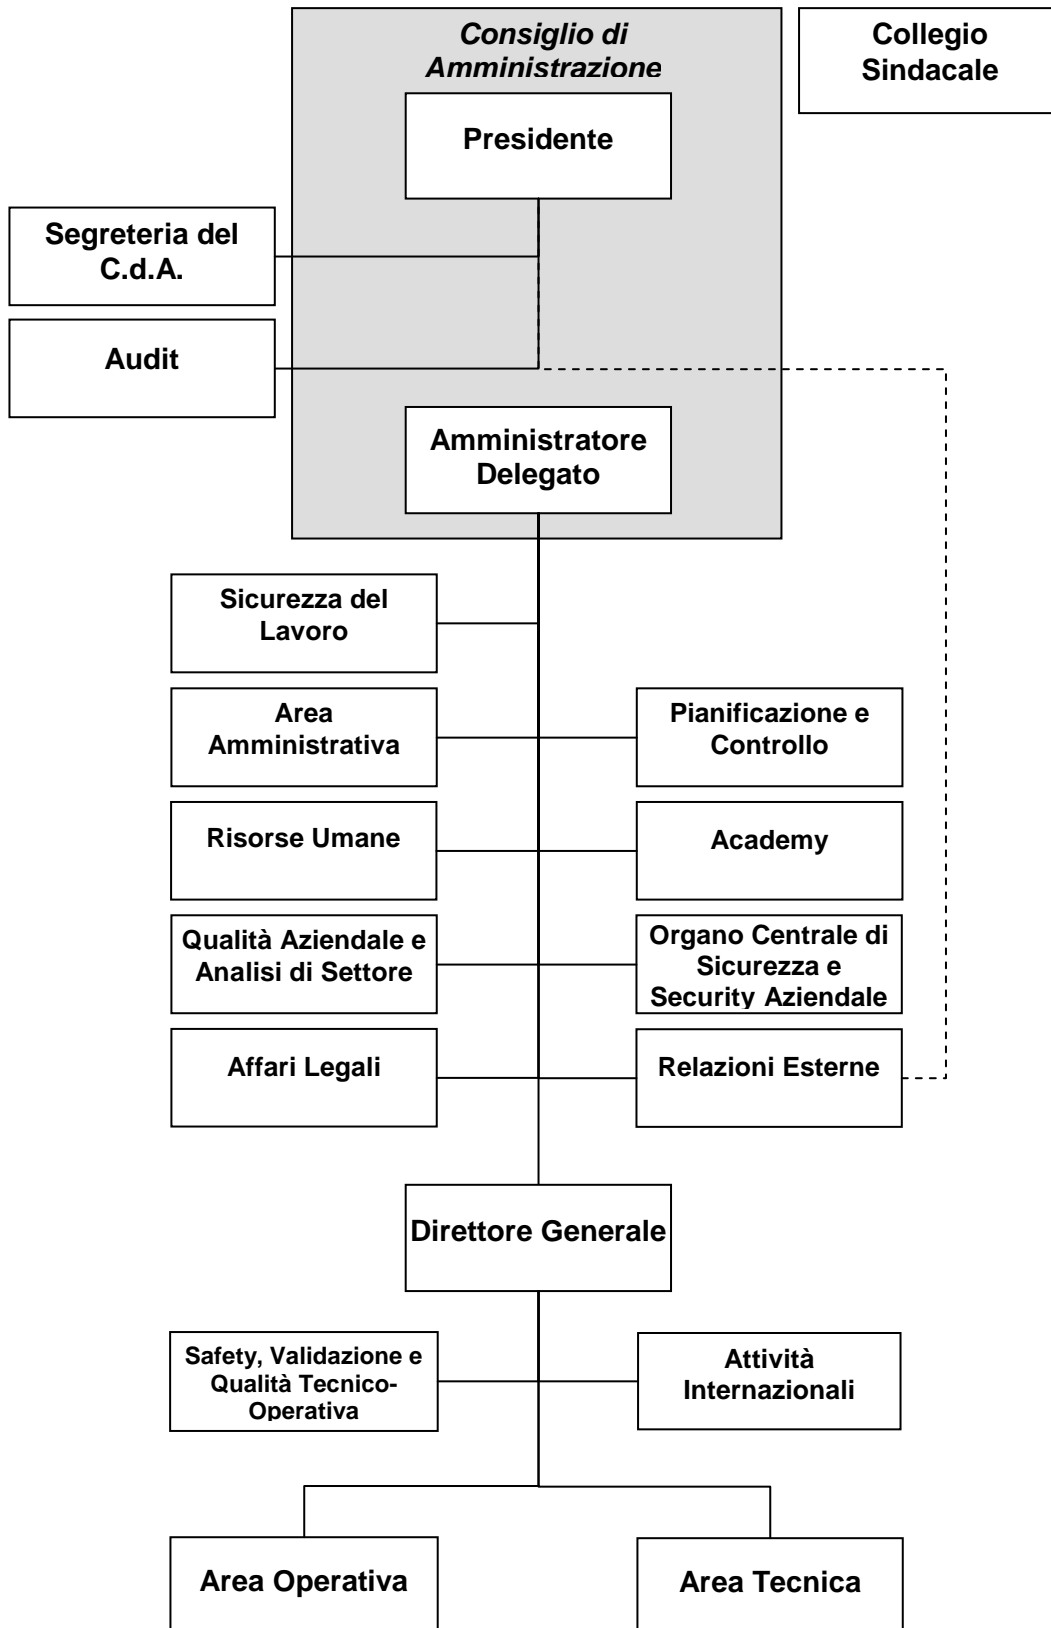 Consiglio di
Amministrazione
Collegio
Sindacale
Presidente
Segreteria del
C.d.A.
Audit
Amministratore
Delegato
Sicurezza del
Lavoro
Area
Amministrativa
Pianificazione e
Controllo
Risorse Umane
Academy
Qualità Aziendale e
Analisi di Settore
Organo Centrale di
Sicurezza e
Security Aziendale
Affari Legali
Relazioni Esterne
Direttore Generale
Safety, Validazione e
Qualità Tecnico-
Operativa
Attività
Internazionali
Area Operativa
Area Tecnica